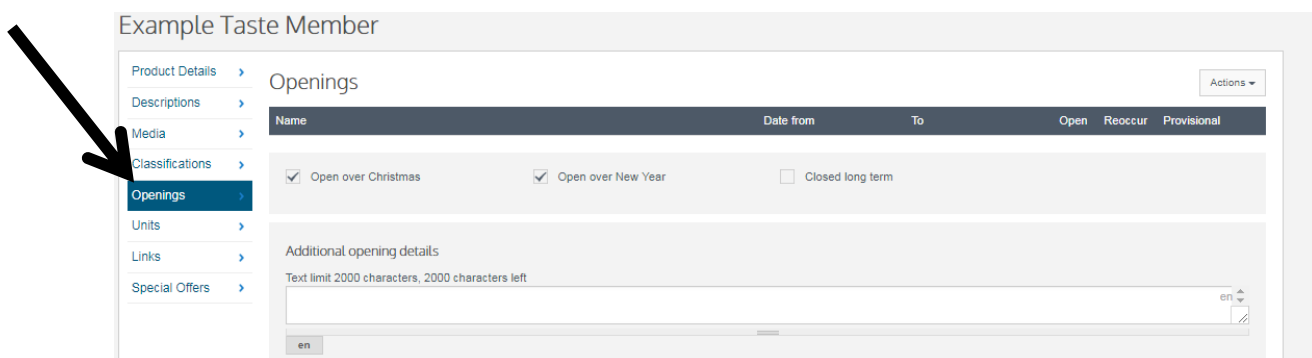 Example Taste Member
Product Details
Descriptions
Media
Classifications
Openings
Units
Links
Special Offers
Openings
Actions
Name Date from To Open Reoccur Provisional
Open over Christmas Open over New Year Closed long term
Additional opening details
Text limit 2000 characters, 2000 characters left
en
en